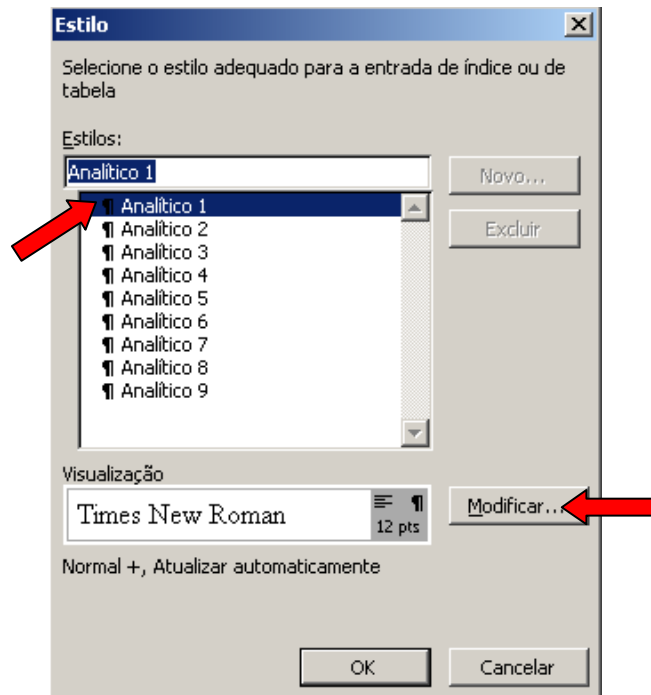 Estilo
Selecione o estilo adequado para a entrada de índice ou de
tabela
Estilos:
Analítico 1
Novo...
¶ Analítico 1
¶ Analítico 2
Excluir
¶ Analítico 3
¶ Analítico 4
¶ Analítico 5
¶ Analítico 6
¶ Analítico 7
¶ Analítico 8
¶ Analítico 9
Visualização
Times New Roman
¶
12 pts
Modificar...
Normal +, Atualizar automaticamente
OK
Cancelar